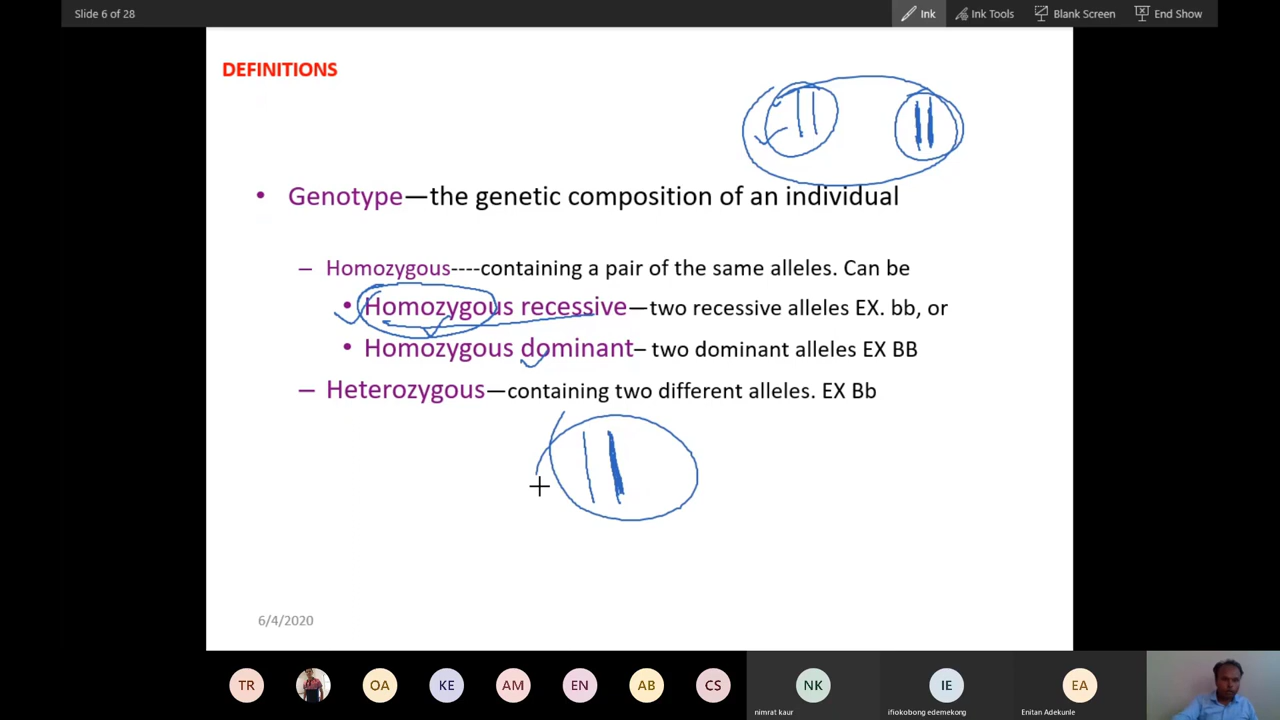 Slide 6 of 28
Ink
Ink Tools
Blank Screen
End Show
DEFINITIONS
• Genotype—the genetic composition of an individual
– Homozygous----containing a pair of the same alleles. Can be
• Homozygous recessive—two recessive alleles EX. bb, or
• Homozygous dominant– two dominant alleles EX BB
– Heterozygous—containing two different alleles. EX Bb
6/4/2020
TR
OA
KE
AM
EN
AB
CS
NK
IE
EA
nimrat kaur
ifiokobong edemekong
Enitan Adekunle